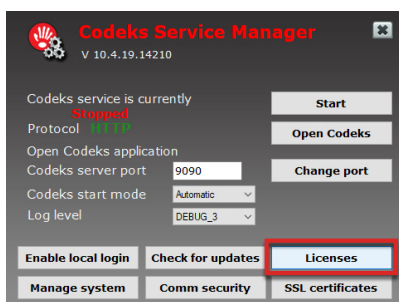 Codeks Service Manager
V 10.4.19.14210
Codeks service is currently
Stopped
Start
Protocol HTTP
Open Codeks
Open Codeks application
Codeks server port 9090
Change port
Codeks start mode Automatic
Log level DEBUG_3
Enable local login Check for updates Licenses
Manage system Comm security SSL certificates